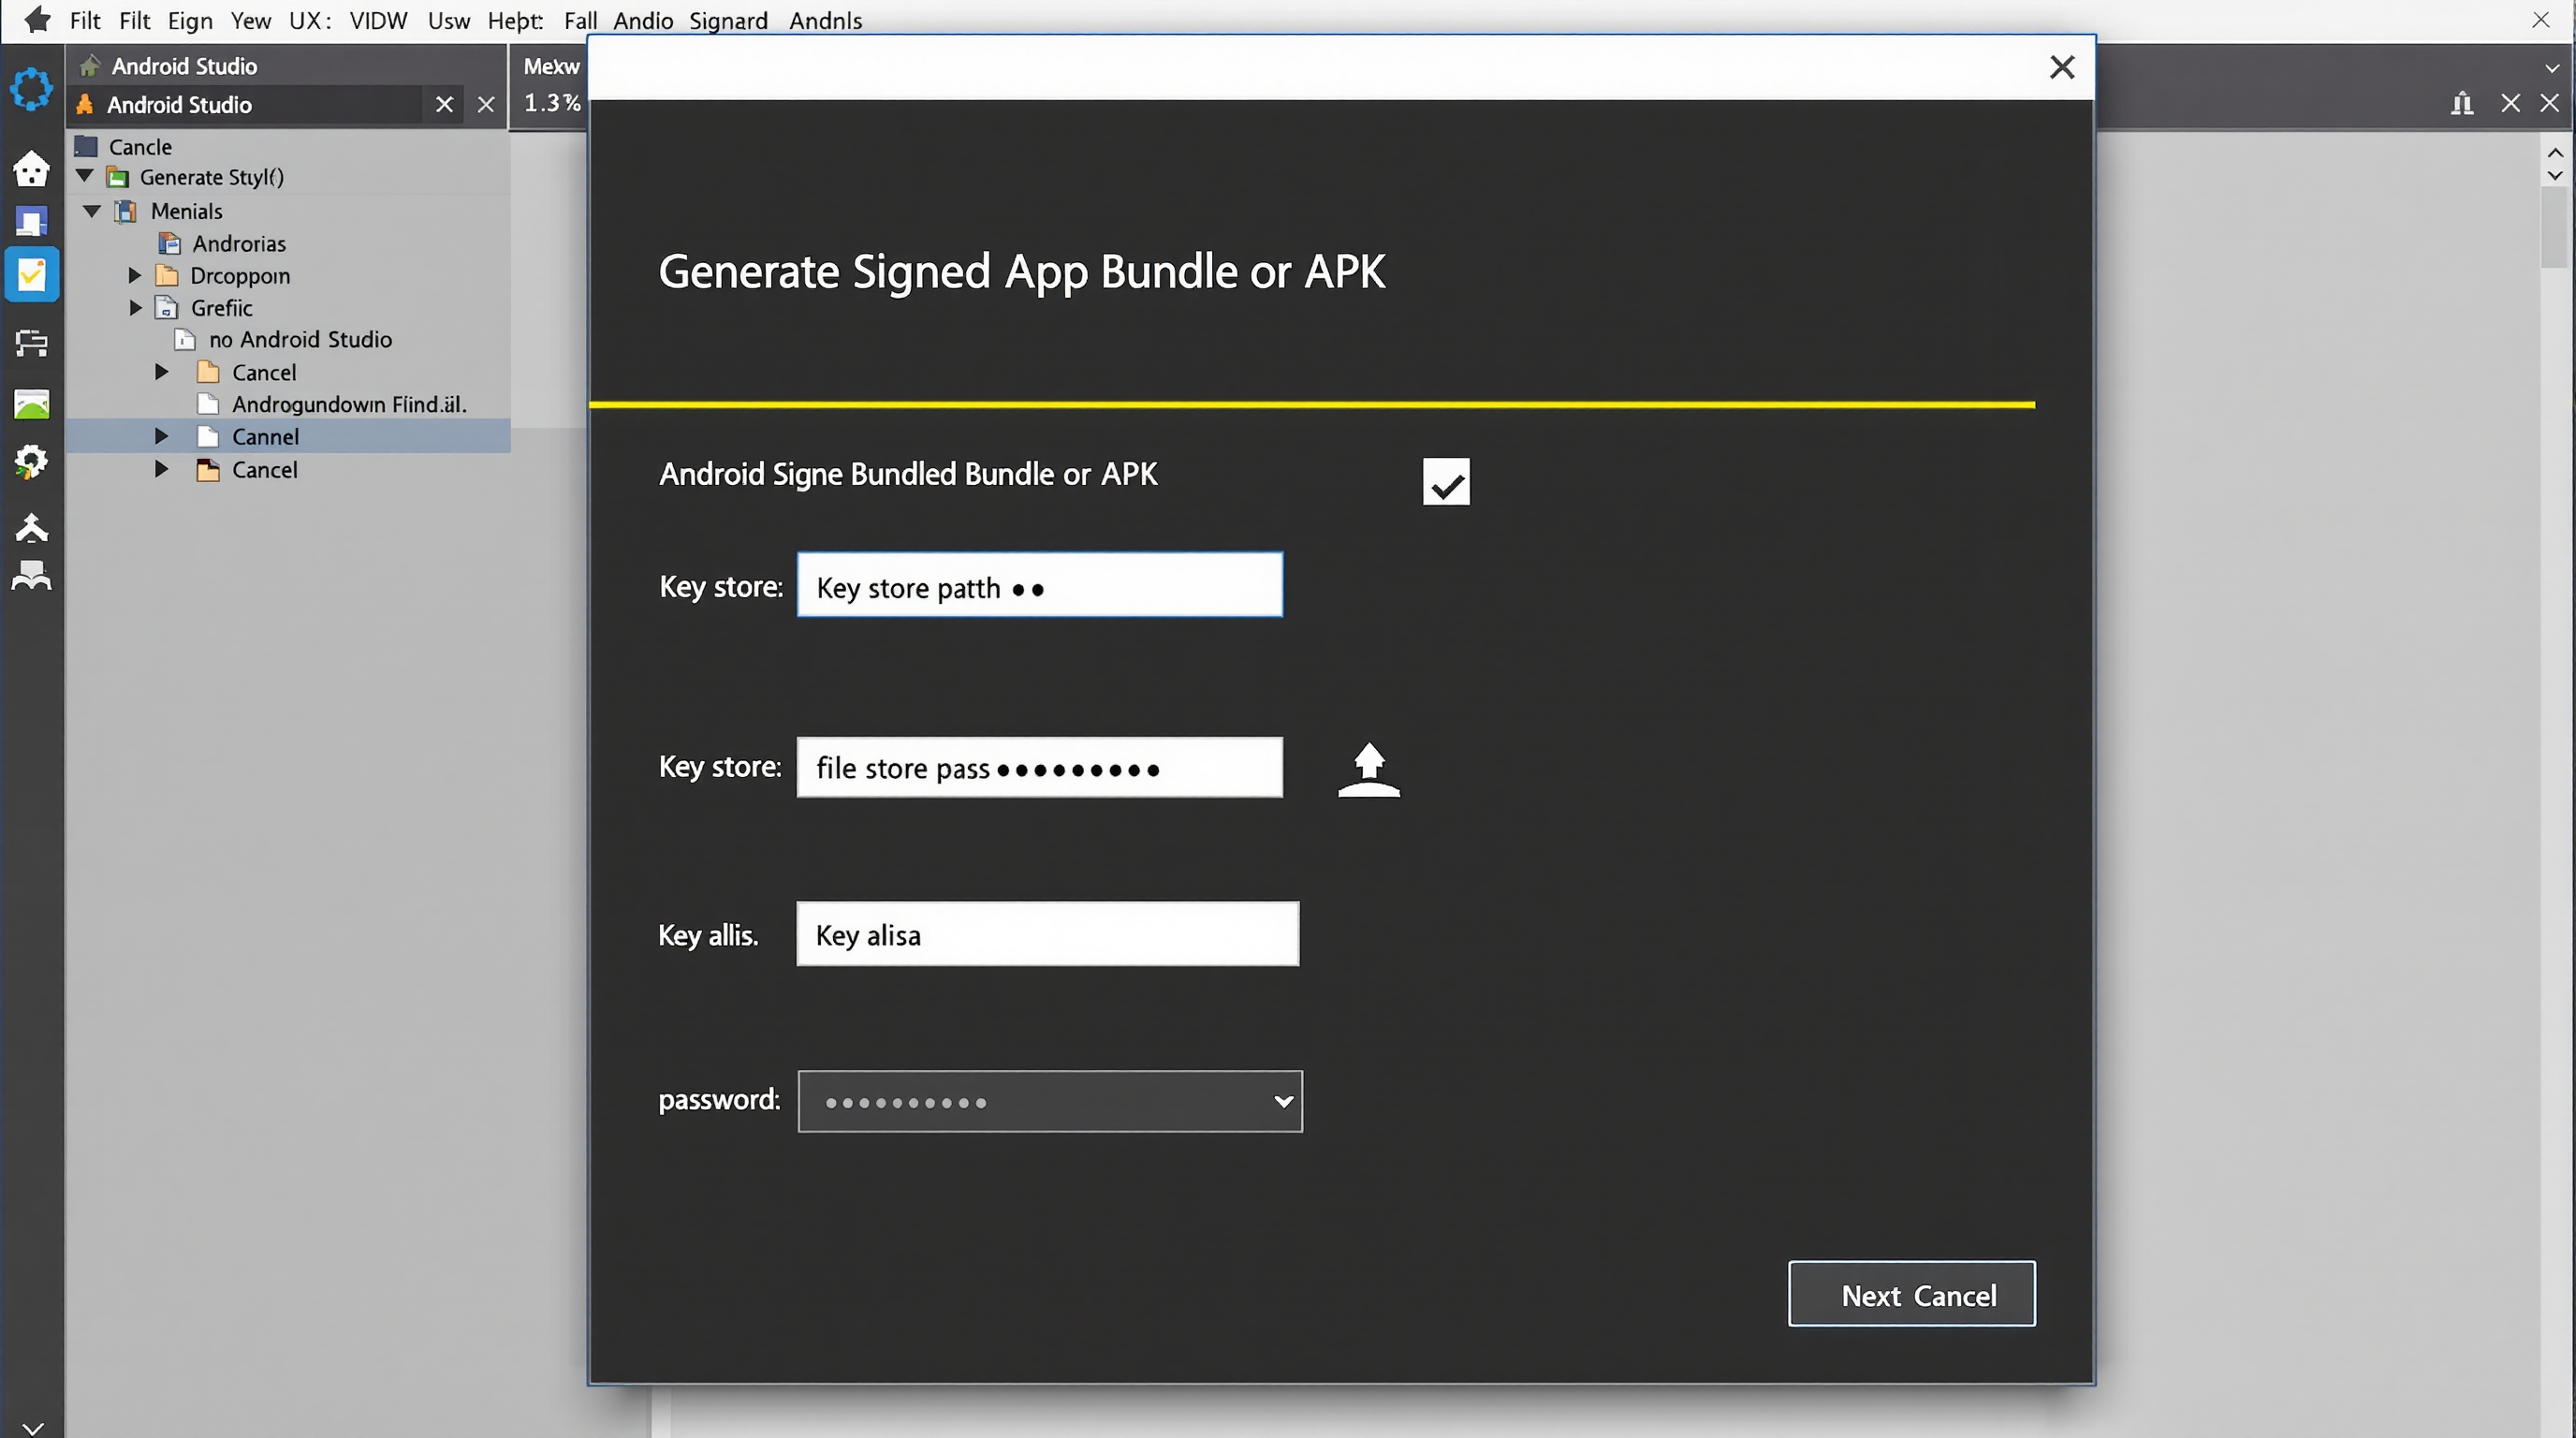 Filt Filt Eign Yew UX: VIDW Usw Hept: Fall Andio Signard Andnls
Android Studio
Mexw
Android Studio
1.3%
Cancle
Generate Stıyl()
Menials
Androrias
Drcoppoın
Grefiic
no Android Studio
Cancel
Androgundowın Flind.äl.
Cannel
Cancel
Generate Signed App Bundle or APK
Android Signe Bundled Bundle or APK
Key store: Key store patth ●●
Key store: file store pass ●●●●●●●●●
Key allis. Key alisa
password: ●●●●●●●●●●
Next Cancel